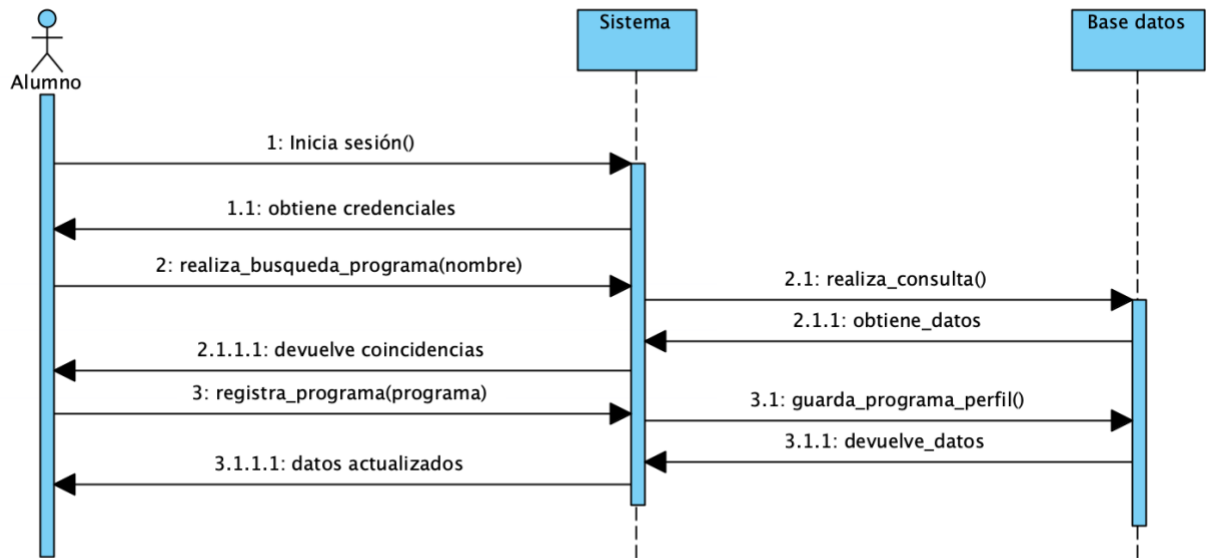 Sistema
Base datos
Alumno
1: Inicia sesión()
1.1: obtiene credenciales
2: realiza_busqueda_programa(nombre)
2.1: realiza_consulta()
2.1.1: obtiene_datos
2.1.1.1: devuelve coincidencias
3: registra_programa(programa)
3.1: guarda_programa_perfil()
3.1.1: devuelve_datos
3.1.1.1: datos actualizados